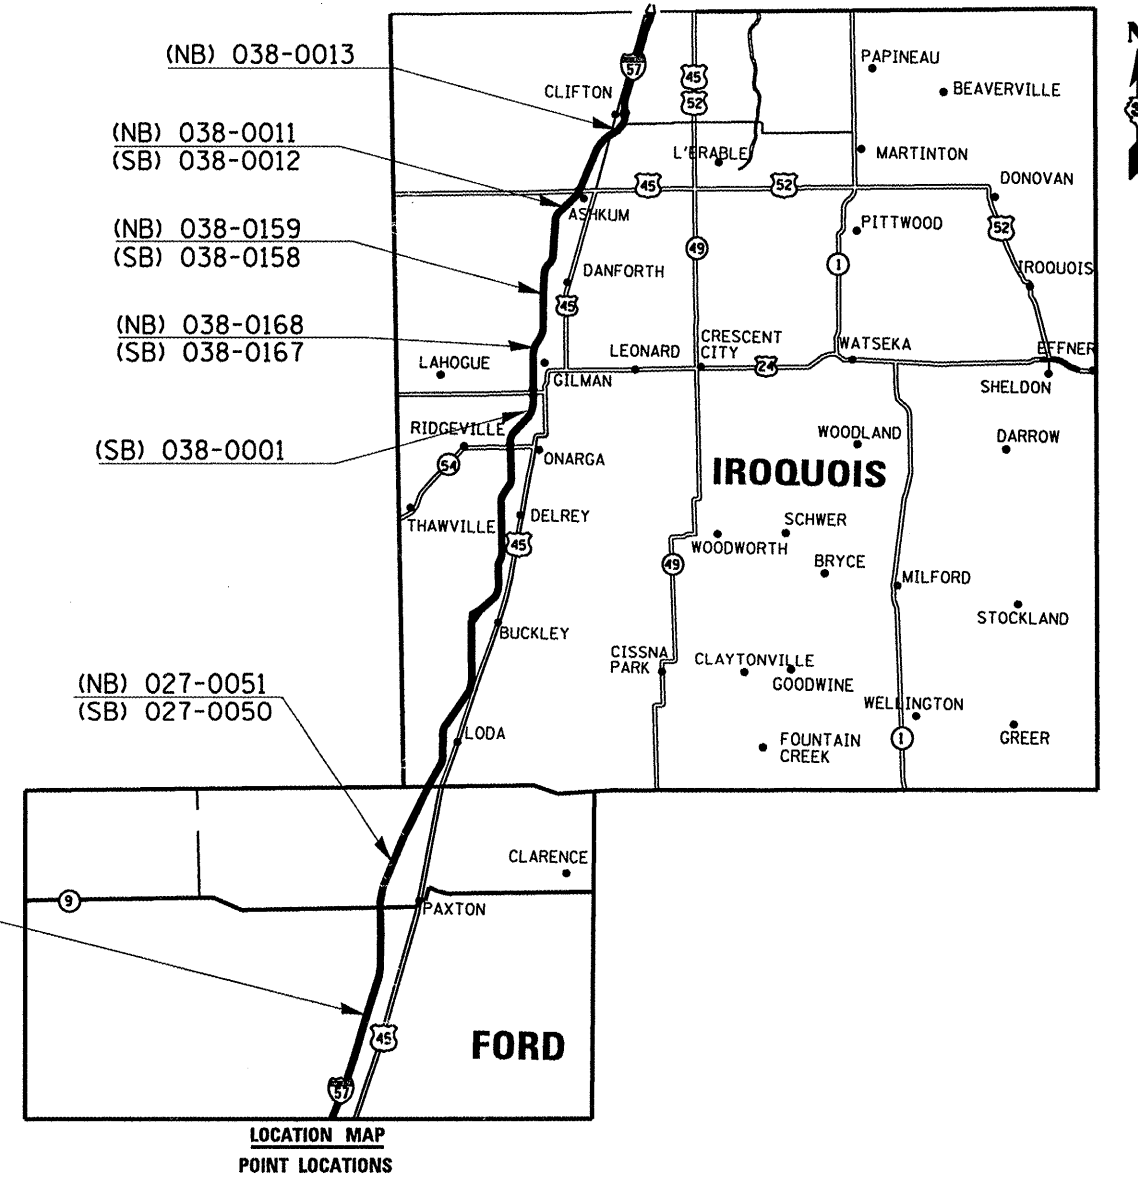 (NB) 038-0013
57
45
52
PAPINEAU
BEAVERVILLE
CLIFTON
(NB) 038-0011
(SB) 038-0012
L'ERABLE
MARTINTON
45
52
DONOVAN
ASHKUM
(NB) 038-0159
(SB) 038-0158
49
PITTWOOD
52
1
DANFORTH
IROQUOIS
45
(NB) 038-0168
(SB) 038-0167
CRESCENT
CITY
LEONARD
WATSEKA
EFFNER
LAHOGUE
GILMAN
24
SHELDON
RIDGEVILLE
(SB) 038-0001
WOODLAND
DARROW
ONARGA
54
IROQUOIS
THAWVILLE
DELREY
SCHWER
45
WOODWORTH
49
BRYCE
MILFORD
STOCKLAND
BUCKLEY
CISSNA
PARK
CLAYTONVILLE
GOODWINE
(NB) 027-0051
(SB) 027-0050
WELLINGTON
LODA
1
GREER
FOUNTAIN
CREEK
CLARENCE
9
PAXTON
45
FORD
57
LOCATION MAP
POINT LOCATIONS